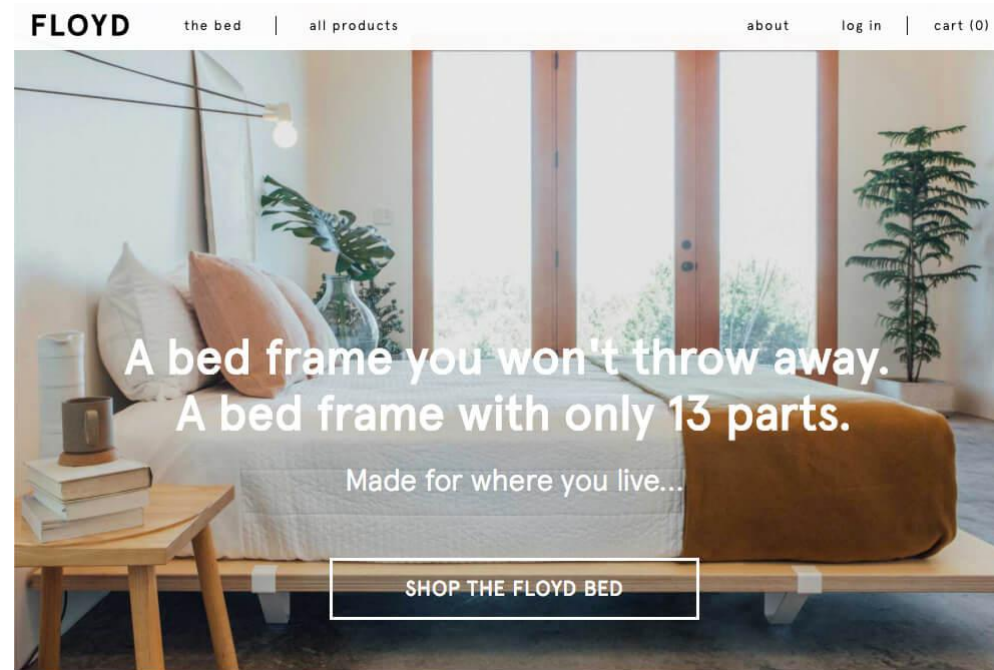 FLOYD
the bed | all products
about
log in | cart (0)
A bed frame you won't throw away.
A bed frame with only 13 parts.
Made for where you live...
SHOP THE FLOYD BED